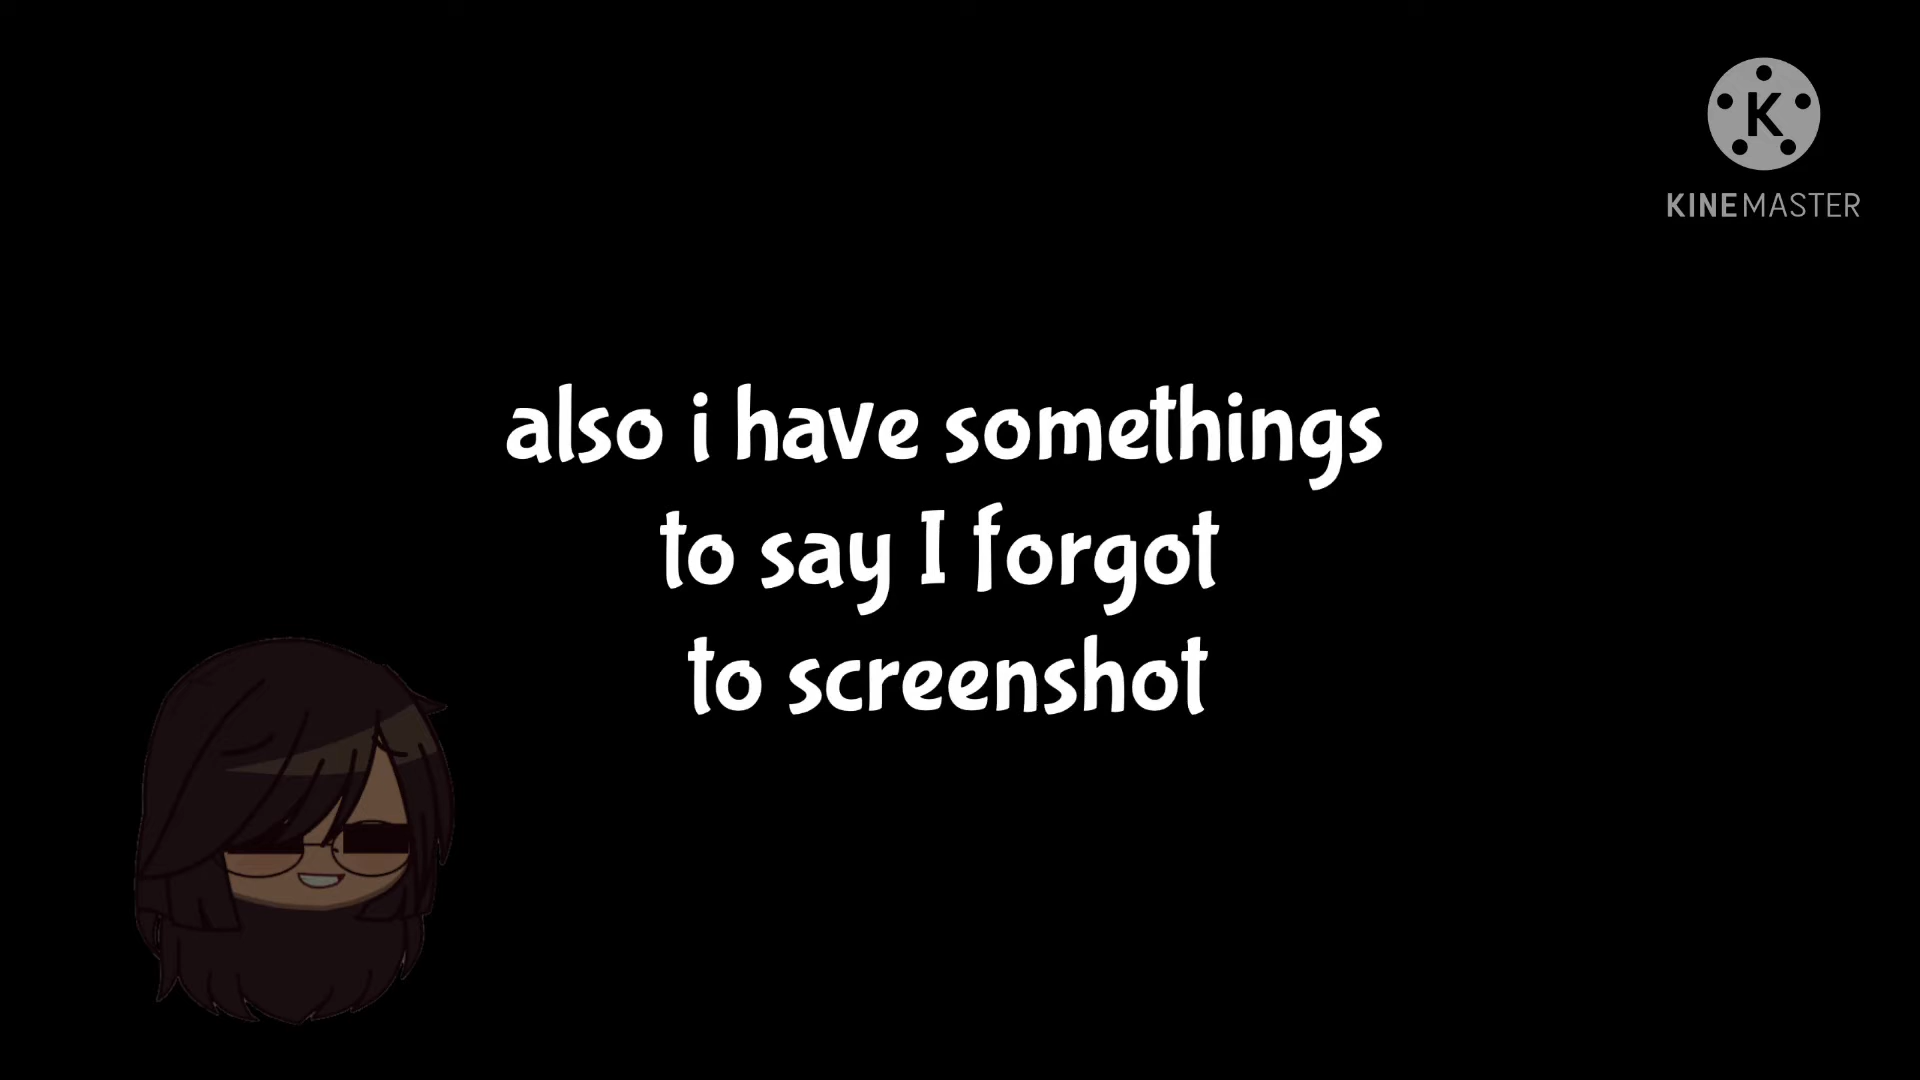 K
KINEMASTER
also i have somethings
to say I forgot
to screenshot